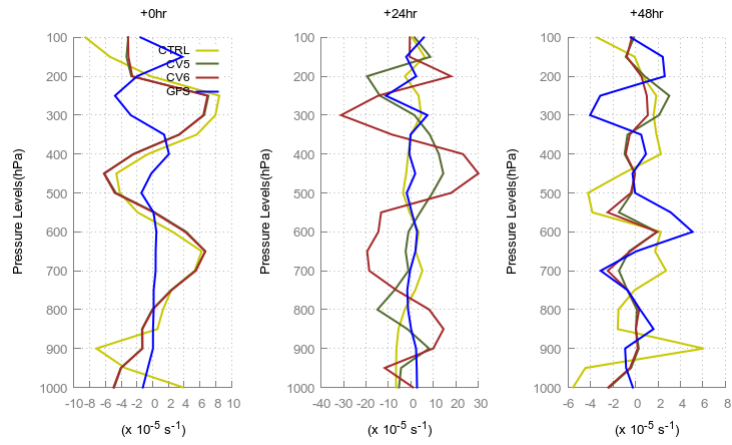 +0hr
+24hr
+48hr
Pressure Levels(hPa)
100
200
300
400
500
600
700
800
900
1000
CTRL
CV5
CV6
GFS
-10 -8 -6 -4 -2 0 2 4 6 8 10
(x 10⁻⁵ s⁻¹)
Pressure Levels(hPa)
100
200
300
400
500
600
700
800
900
1000
-40 -30 -20 -10 0 10 20 30
(x 10⁻⁵ s⁻¹)
Pressure Levels(hPa)
100
200
300
400
500
600
700
800
900
1000
-6 -4 -2 0 2 4 6 8
(x 10⁻⁵ s⁻¹)